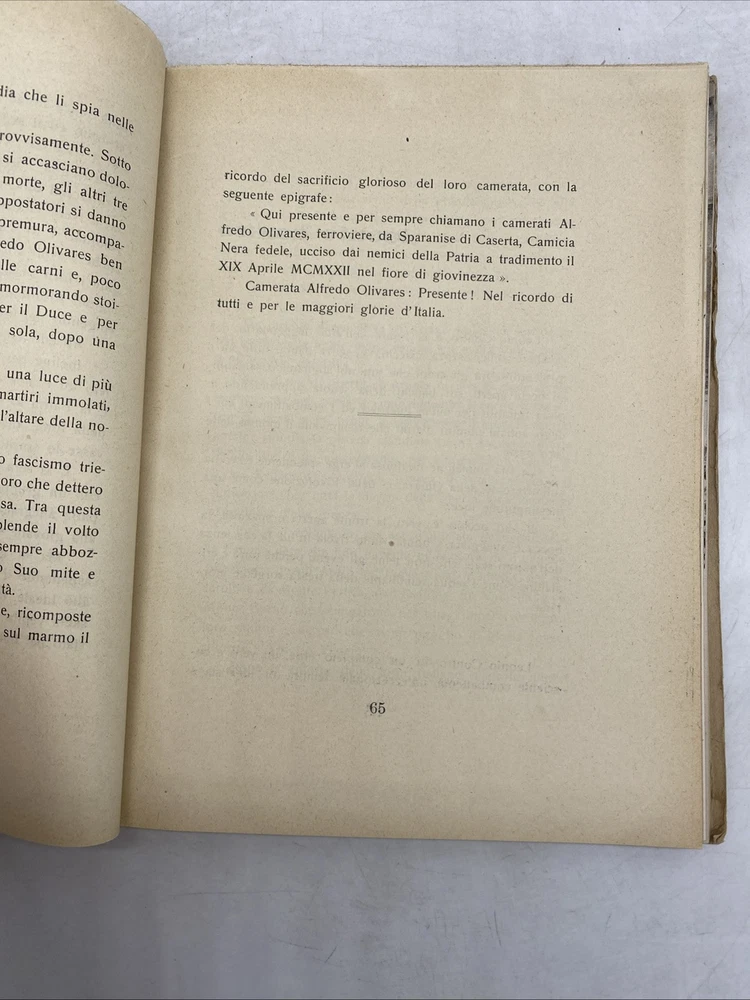 dia che li spia nelle
rovvisamente. Sotto
si accasciano dolo-
morte, gli altri tre
ppostatori si danno
premura, accompa-
edo Olivares ben
lle carni e, poco
mormorando stoi-
er il Duce e per
sola, dopo una
una luce di più
martiri immolati,
l'altare della no-
o fascismo trie-
oro che dettero
sa. Tra questa
plende il volto
sempre abboz-
o Suo mite e
tà.
e, ricomposte
sul marmo il
ricordo del sacrificio glorioso del loro camerata, con la
seguente epigrafe:
« Qui presente e per sempre chiamano i camerati Al-
fredo Olivares, ferroviere, da Sparanise di Caserta, Camicia
Nera fedele, ucciso dai nemici della Patria a tradimento il
XIX Aprile MCMXXII nel fiore di giovinezza ».
Camerata Alfredo Olivares: Presente! Nel ricordo di
tutti e per le maggiori glorie d'Italia.
65